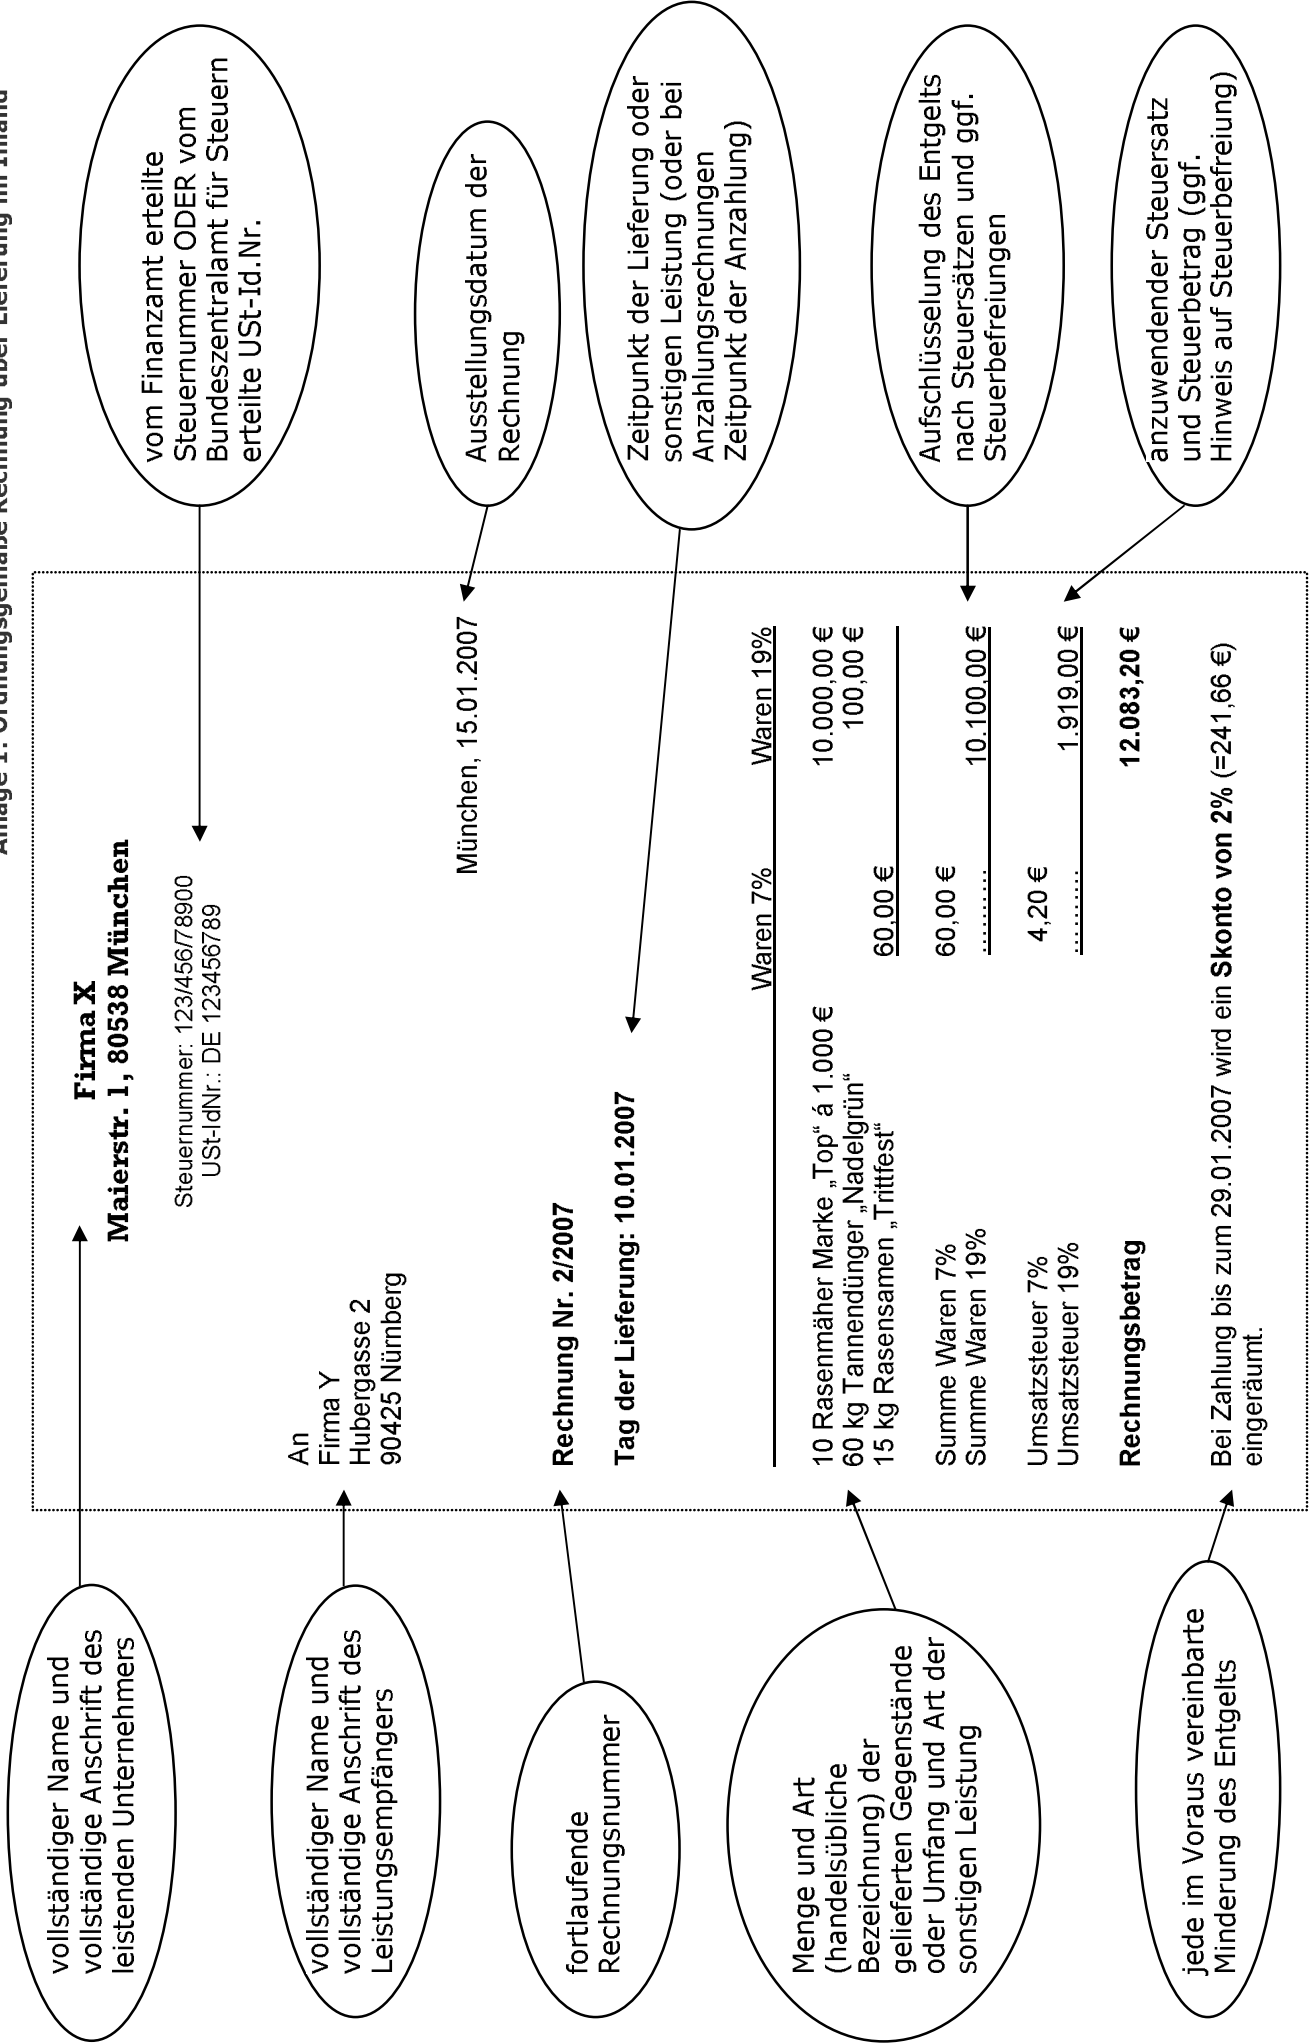 Anlage 1: Ordnungsgemäße Rechnung über Lieferung im Inland
vollständiger Name und
vollständige Anschrift des
leistenden Unternehmers
vollständiger Name und
vollständige Anschrift des
Leistungsempfängers
fortlaufende
Rechnungsnummer
Menge und Art
(handelsübliche
Bezeichnung) der
gelieferten Gegenstände
oder Umfang und Art der
sonstigen Leistung
jede im Voraus vereinbarte
Minderung des Entgelts
Firma X
Maierstr. 1, 80538 München
Steuernummer: 123/456/78900
USt-IdNr.: DE 123456789
An
Firma Y
Hubergasse 2
90425 Nürnberg
München, 15.01.2007
Rechnung Nr. 2/2007
Tag der Lieferung: 10.01.2007
Waren 7% Waren 19%
10 Rasenmäher Marke „Top“ á 1.000 € 10.000,00 €
60 kg Tannendünger „Nadelgrün“ 100,00 €
15 kg Rasensamen „Trittfest“ 60,00 €
Summe Waren 7% 60,00 €
Summe Waren 19% .......... 10.100,00 €
Umsatzsteuer 7% 4,20 €
Umsatzsteuer 19% .......... 1.919,00 €
Rechnungsbetrag 12.083,20 €
Bei Zahlung bis zum 29.01.2007 wird ein Skonto von 2% (=241,66 €)
eingeräumt.
vom Finanzamt erteilte
Steuernummer ODER vom
Bundeszentralamt für Steuern
erteilte USt-Id.Nr.
Ausstellungsdatum der
Rechnung
Zeitpunkt der Lieferung oder
sonstigen Leistung (oder bei
Anzahlungsrechnungen
Zeitpunkt der Anzahlung)
Aufschlüsselung des Entgelts
nach Steuersätzen und ggf.
Steuerbefreiungen
anzuwendender Steuersatz
und Steuerbetrag (ggf.
Hinweis auf Steuerbefreiung)